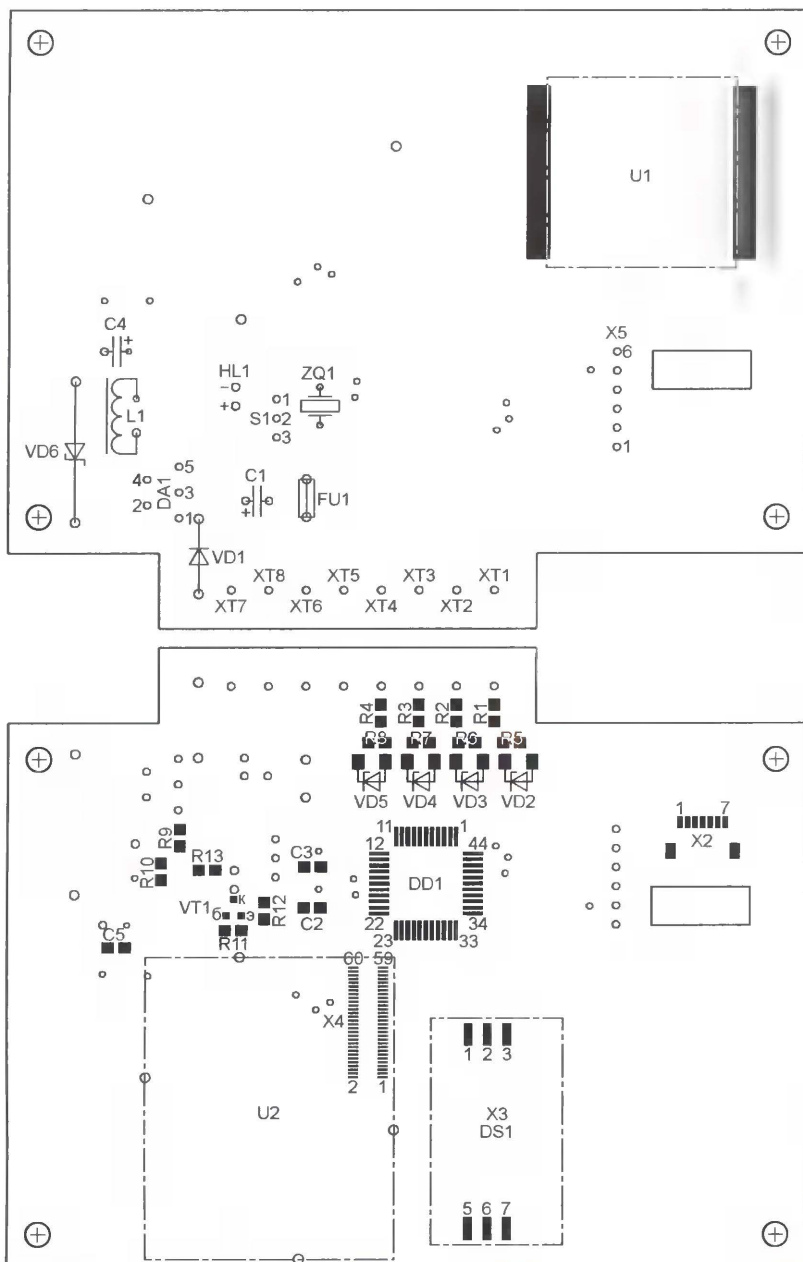 U1
X5
6
1
C4
+
HL1
−
+
ZQ1
S1
1
2
3
L1
VD6
5
4
DA1
3
2
1
C1
+
FU1
VD1
XT8 XT5 XT3 XT1
XT7 XT6 XT4 XT2
R4 R3 R2 R1
R8 R7 R6 R5
VD5 VD4 VD3 VD2
1 7
X2
11 1
12 44
DD1
22 34
23 33
R9
R10
R13
C3
к
VT1 б э
R12
C2
R11
C5
60 59
X4
2 1
U2
1 2 3
X3
DS1
5 6 7